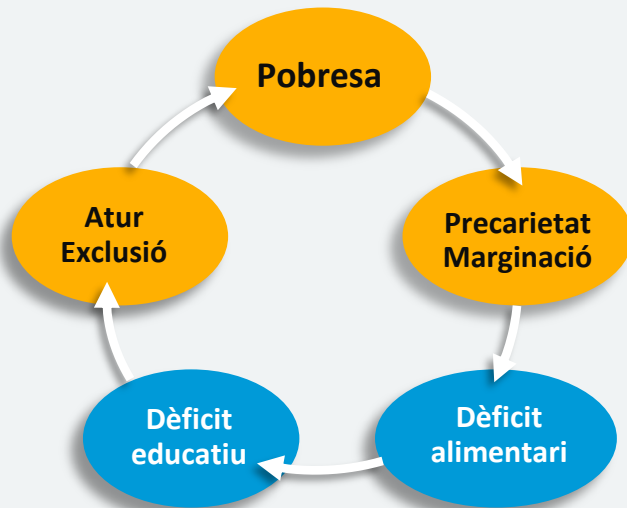 Pobresa
Precarietat
Marginació
Dèficit
alimentari
Dèficit
educatiu
Atur
Exclusió